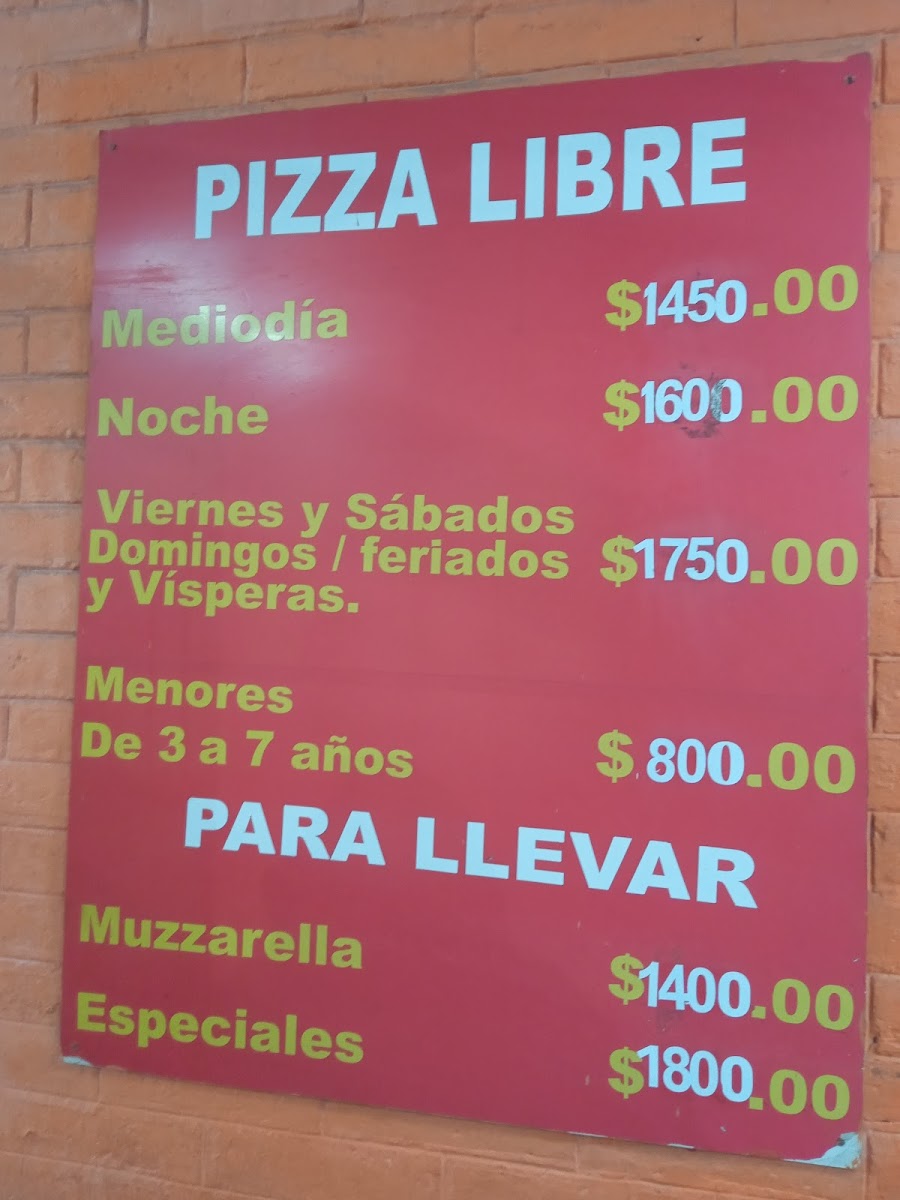 PIZZA LIBRE
Mediodía $1450.00
Noche $1600.00
Viernes y Sábados
Domingos / feriados $1750.00
y Vísperas.
Menores
De 3 a 7 años $800.00
PARA LLEVAR
Muzzarella $1400.00
Especiales $1800.00